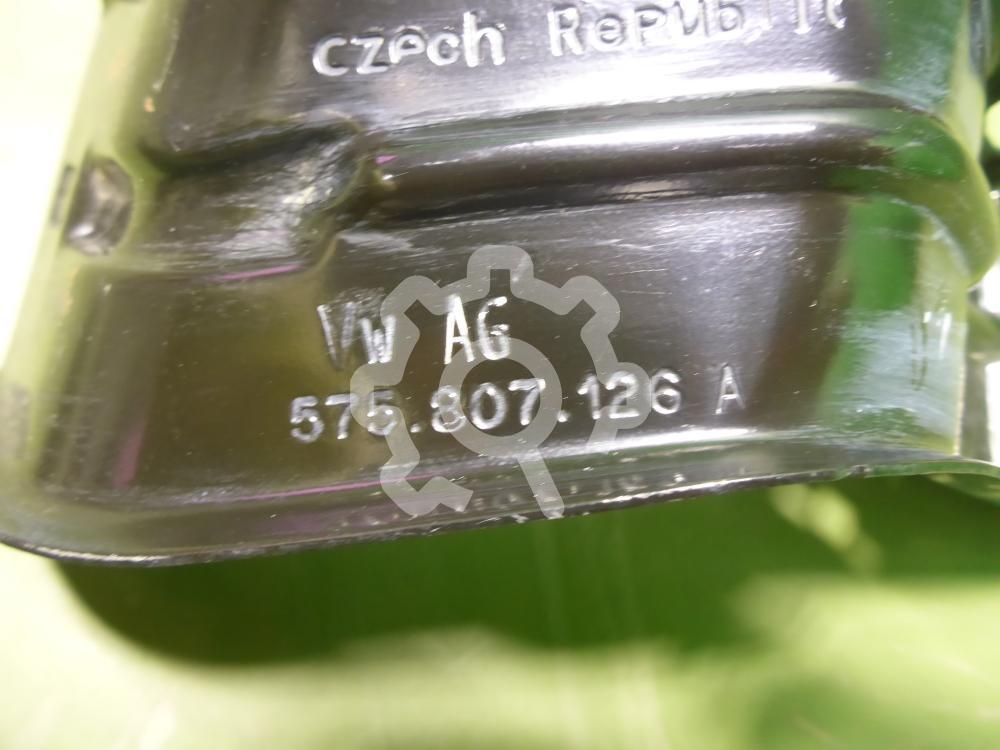 Czech Republic
VW AG
575.807.126 A